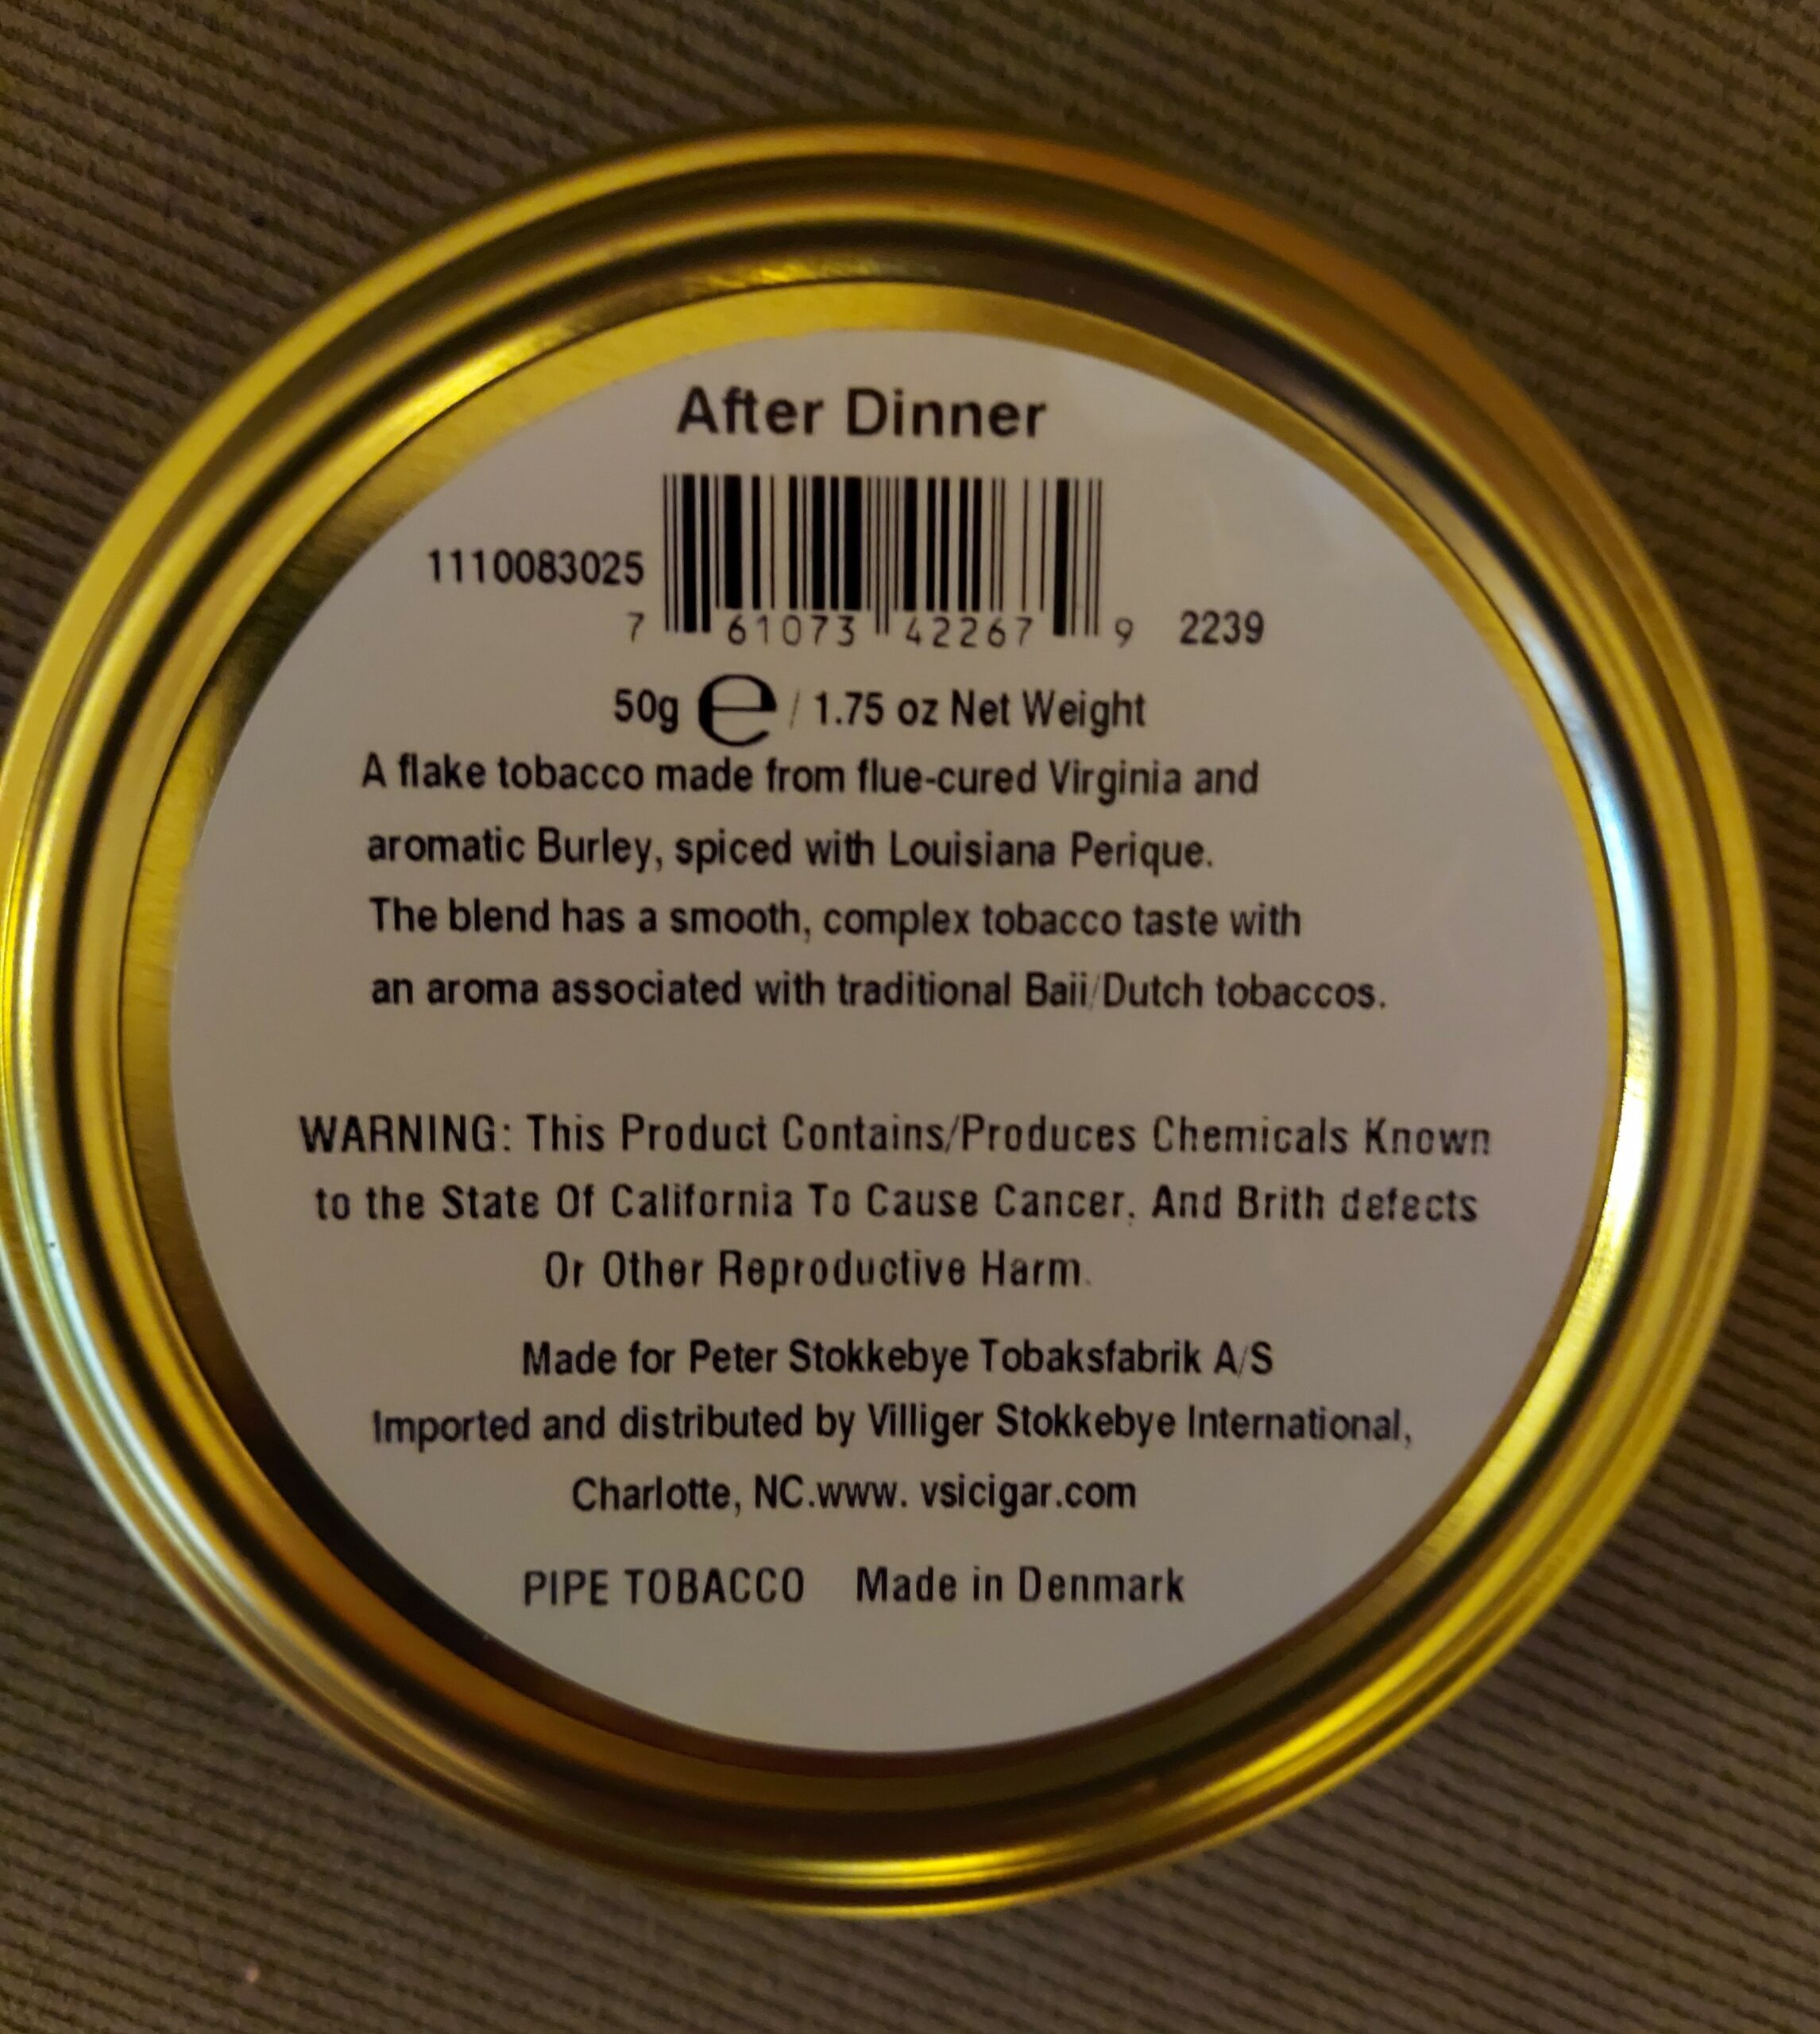 After Dinner
1110083025
7 61073 42267 9 2239
50g e / 1.75 oz Net Weight
A flake tobacco made from flue-cured Virginia and
aromatic Burley, spiced with Louisiana Perique.
The blend has a smooth, complex tobacco taste with
an aroma associated with traditional Baii/Dutch tobaccos.
WARNING: This Product Contains/Produces Chemicals Known
to the State Of California To Cause Cancer, And Brith defects
Or Other Reproductive Harm.
Made for Peter Stokkebye Tobaksfabrik A/S
Imported and distributed by Villiger Stokkebye International,
Charlotte, NC.www. vsicigar.com
PIPE TOBACCO Made in Denmark